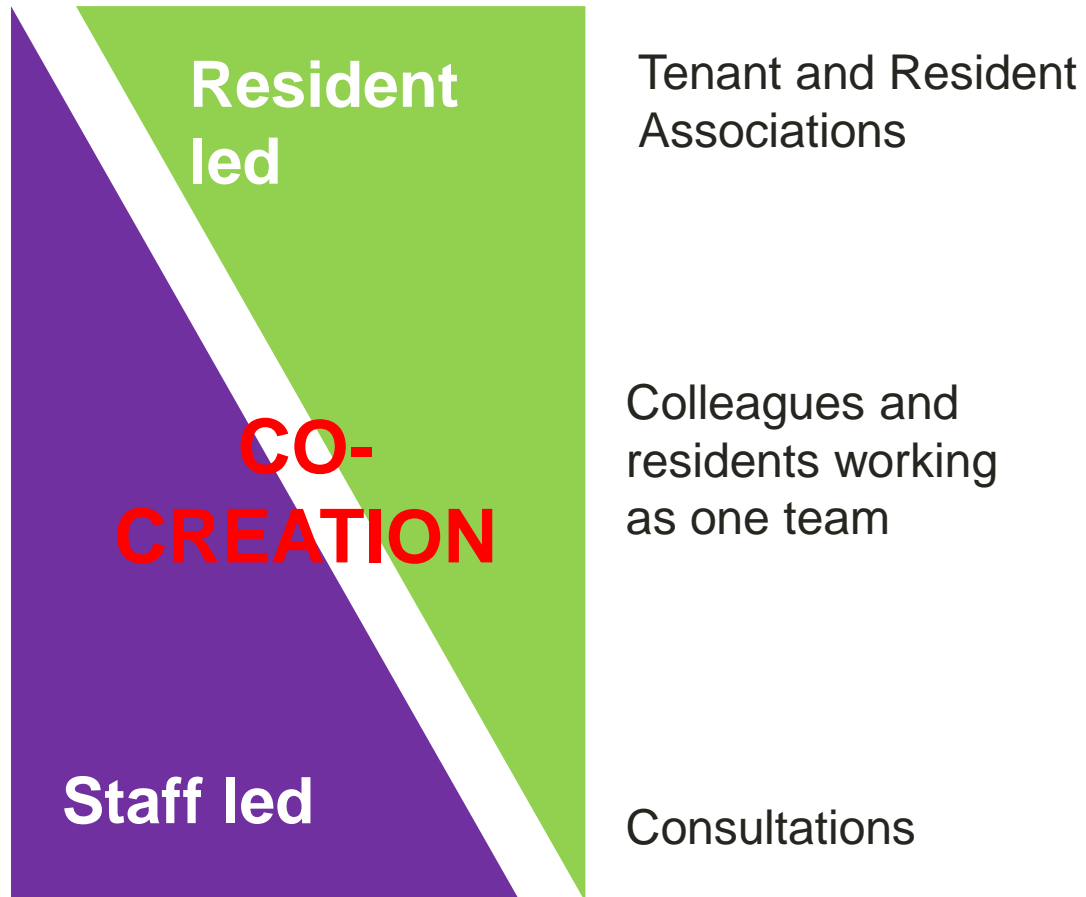 Resident
led
Tenant and Resident
Associations
CO-
CREATION
Colleagues and
residents working
as one team
Staff led
Consultations